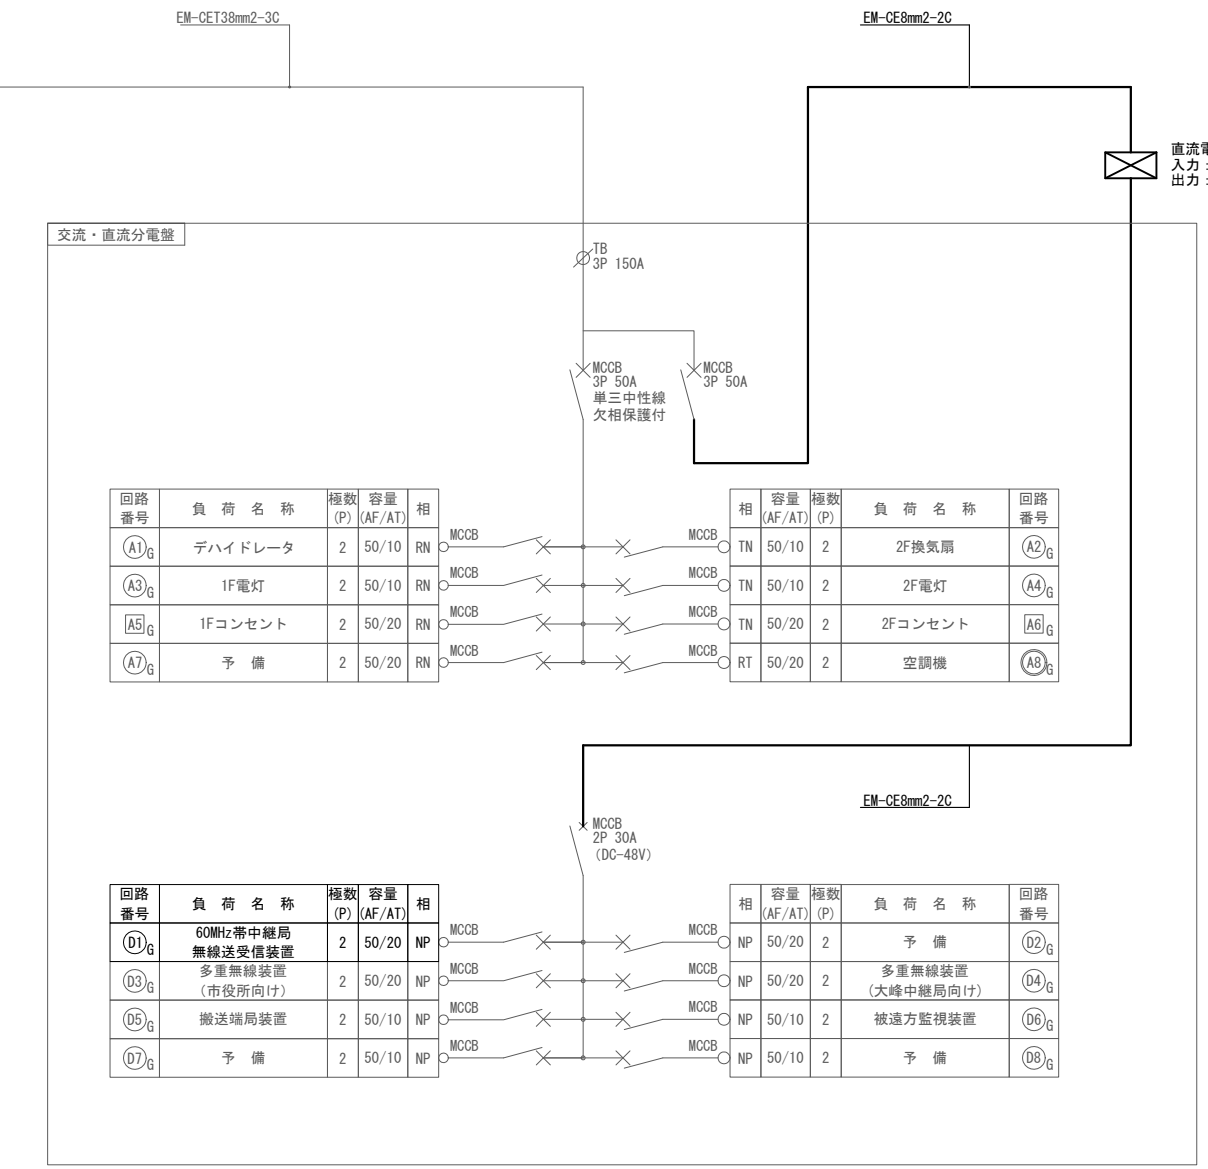 EM-CET38mm2-3C
EM-CE8mm2-2C
直流電
入力：
出力：
交流・直流分電盤
TB
3P 150A
MCCB
3P 50A
単三中性線
欠相保護付
MCCB
3P 50A
回路番号 負荷名称 極数(P) 容量(AF/AT) 相
相 容量(AF/AT) 極数(P) 負荷名称 回路番号
A1 G デハイドレータ 2 50/10 RN MCCB
MCCB TN 50/10 2 2F換気扇 A2 G
A3 G 1F電灯 2 50/10 RN MCCB
MCCB TN 50/10 2 2F電灯 A4 G
A5 G 1Fコンセント 2 50/20 RN MCCB
MCCB TN 50/20 2 2Fコンセント A6 G
A7 G 予備 2 50/20 RN MCCB
MCCB RT 50/20 2 空調機 A8 G
EM-CE8mm2-2C
MCCB
2P 30A
(DC-48V)
回路番号 負荷名称 極数(P) 容量(AF/AT) 相
相 容量(AF/AT) 極数(P) 負荷名称 回路番号
D1 G 60MHz帯中継局無線送受信装置 2 50/20 NP MCCB
MCCB NP 50/20 2 予備 D2 G
D3 G 多重無線装置(市役所向け) 2 50/20 NP MCCB
MCCB NP 50/20 2 多重無線装置(大峰中継局向け) D4 G
D5 G 搬送端局装置 2 50/10 NP MCCB
MCCB NP 50/10 2 被遠方監視装置 D6 G
D7 G 予備 2 50/10 NP MCCB
MCCB NP 50/10 2 予備 D8 G